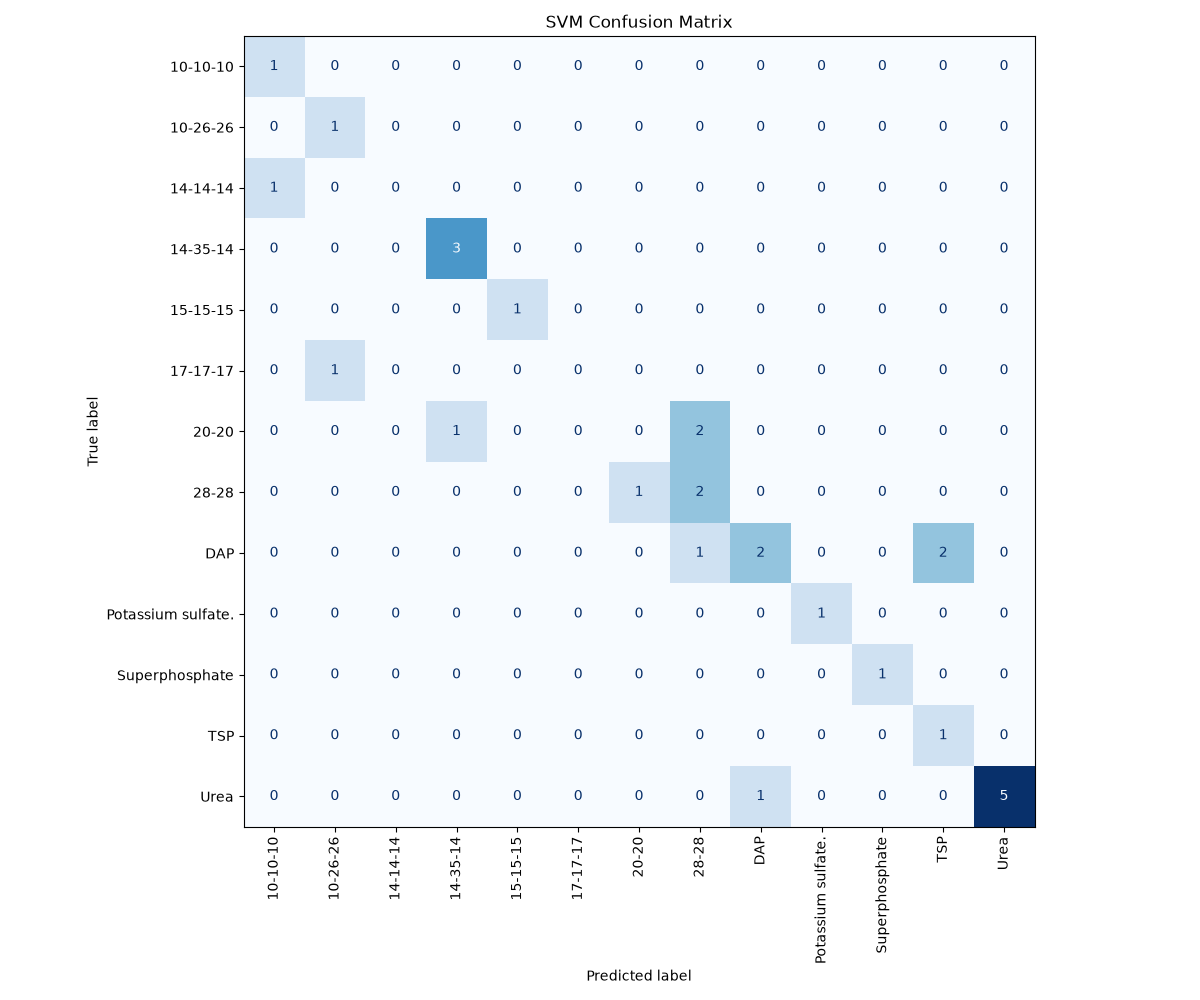 SVM Confusion Matrix
10-10-10 1 0 0 0 0 0 0 0 0 0 0 0 0
10-26-26 0 1 0 0 0 0 0 0 0 0 0 0 0
14-14-14 1 0 0 0 0 0 0 0 0 0 0 0 0
14-35-14 0 0 0 3 0 0 0 0 0 0 0 0 0
15-15-15 0 0 0 0 1 0 0 0 0 0 0 0 0
17-17-17 0 1 0 0 0 0 0 0 0 0 0 0 0
20-20 0 0 0 1 0 0 0 2 0 0 0 0 0
28-28 0 0 0 0 0 0 1 2 0 0 0 0 0
DAP 0 0 0 0 0 0 0 1 2 0 0 2 0
Potassium sulfate. 0 0 0 0 0 0 0 0 0 1 0 0 0
Superphosphate 0 0 0 0 0 0 0 0 0 0 1 0 0
TSP 0 0 0 0 0 0 0 0 0 0 0 1 0
Urea 0 0 0 0 0 0 0 0 1 0 0 0 5
True label
10-10-10
10-26-26
14-14-14
14-35-14
15-15-15
17-17-17
20-20
28-28
DAP
Potassium sulfate.
Superphosphate
TSP
Urea
Predicted label